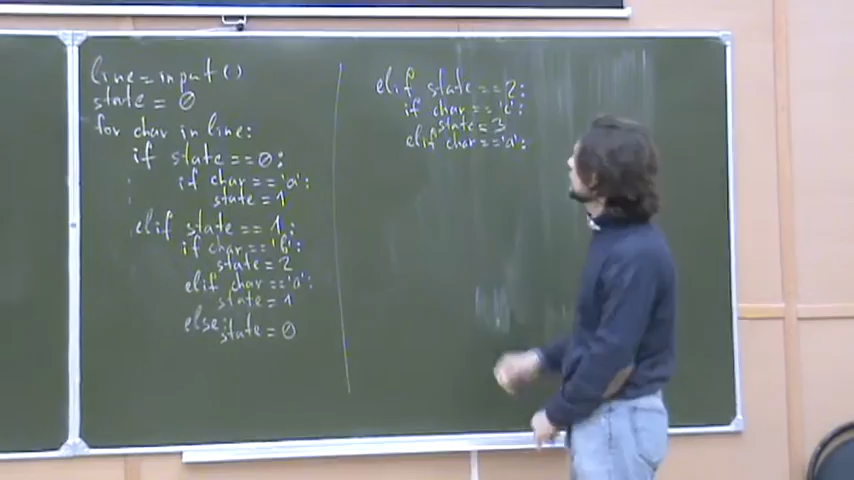 line = input ()
state = 0
for char in line:
if state == 0:
if char == 'a':
state = 1
elif state == 1:
if char == 'b':
state = 2
elif char == 'a':
state = 1
else:
state = 0
elif state == 2:
if char == 'c':
state = 3
elif char == 'a':